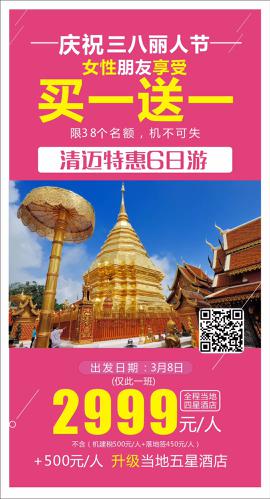 庆祝三八丽人节
女性朋友享受
买一送一
限38个名额，机不可失
清迈特惠6日游
出发日期：3月8日
(仅此一班)
2999元/人
全程当地
四星酒店
不含（机建税500元/人+落地签450元/人）
+500元/人 升级当地五星酒店